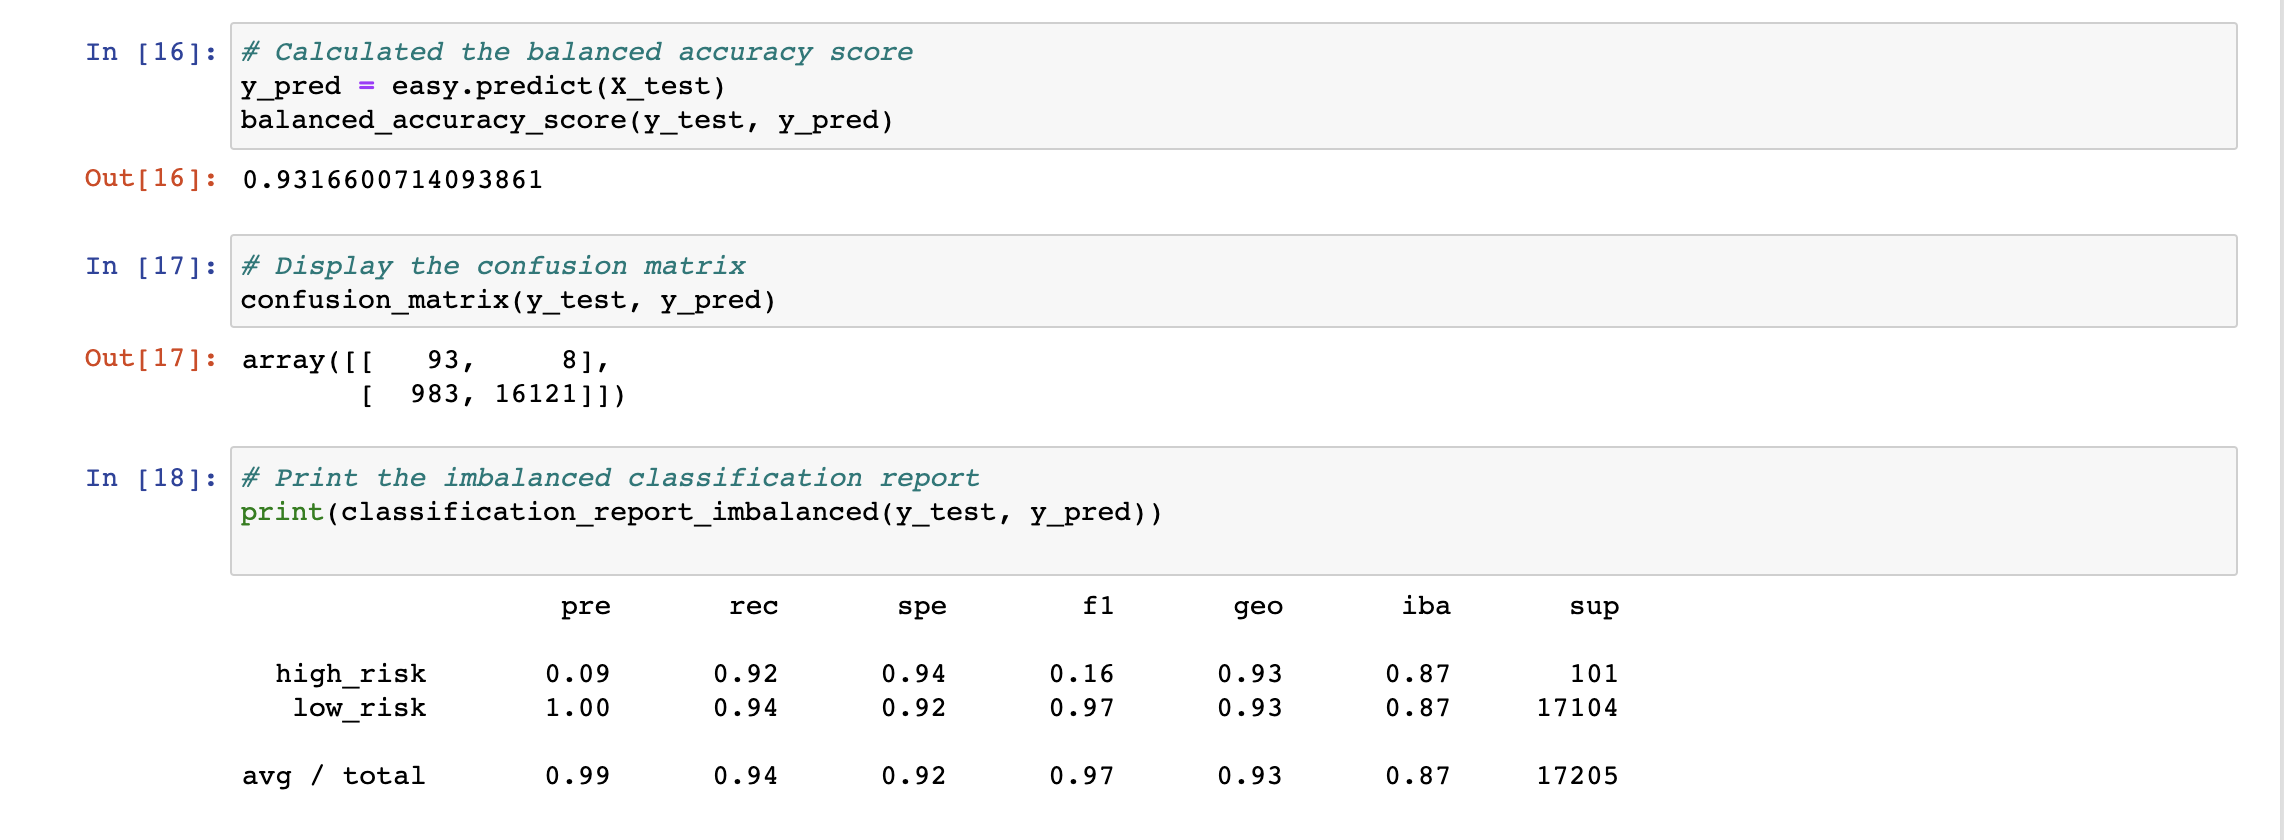 In [16]: # Calculated the balanced accuracy score
y_pred = easy.predict(X_test)
balanced_accuracy_score(y_test, y_pred)
Out[16]: 0.9316600714093861
In [17]: # Display the confusion matrix
confusion_matrix(y_test, y_pred)
Out[17]: array([[   93,     8],
       [  983, 16121]])
In [18]: # Print the imbalanced classification report
print(classification_report_imbalanced(y_test, y_pred))
pre       rec       spe        f1       geo       iba       sup
high_risk       0.09      0.92      0.94      0.16      0.93      0.87       101
low_risk       1.00      0.94      0.92      0.97      0.93      0.87     17104
avg / total       0.99      0.94      0.92      0.97      0.93      0.87     17205